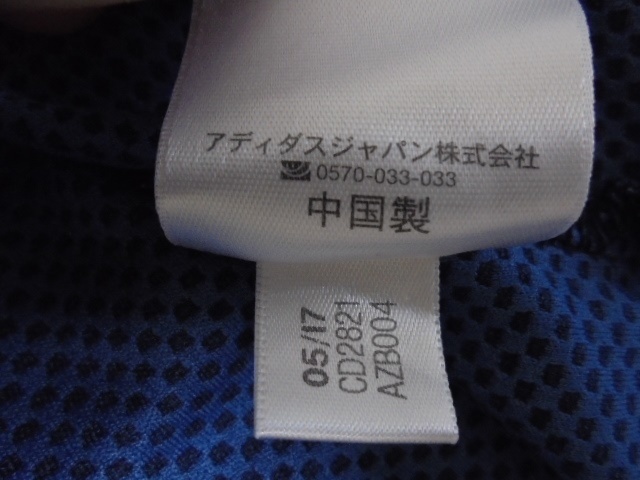 アディダスジャパン株式会社
0570-033-033
中国製
05/17
CD2821
AZB004